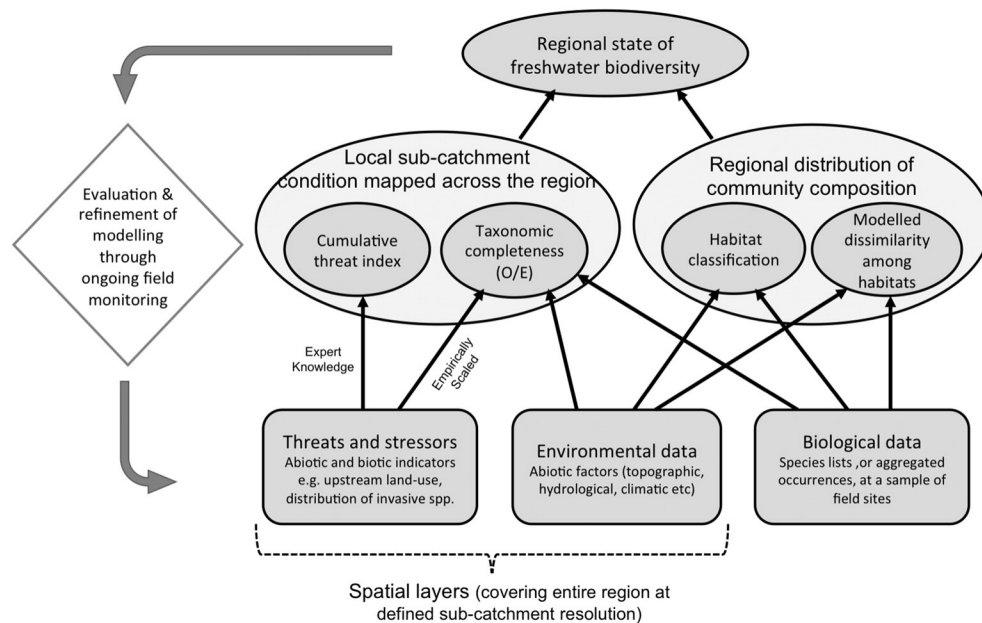 Regional state of
freshwater biodiversity
Local sub-catchment
condition mapped across the region
Regional distribution of
community composition
Evaluation &
refinement of
modelling
through
ongoing field
monitoring
Cumulative
threat index
Taxonomic
completeness
(O/E)
Habitat
classification
Modelled
dissimilarity
among
habitats
Expert
Knowledge
Empirically
Scaled
Threats and stressors
Abiotic and biotic indicators
e.g. upstream land-use,
distribution of invasive spp.
Environmental data
Abiotic factors (topographic,
hydrological, climatic etc)
Biological data
Species lists ,or aggregated
occurrences, at a sample of
field sites
Spatial layers (covering entire region at
defined sub-catchment resolution)